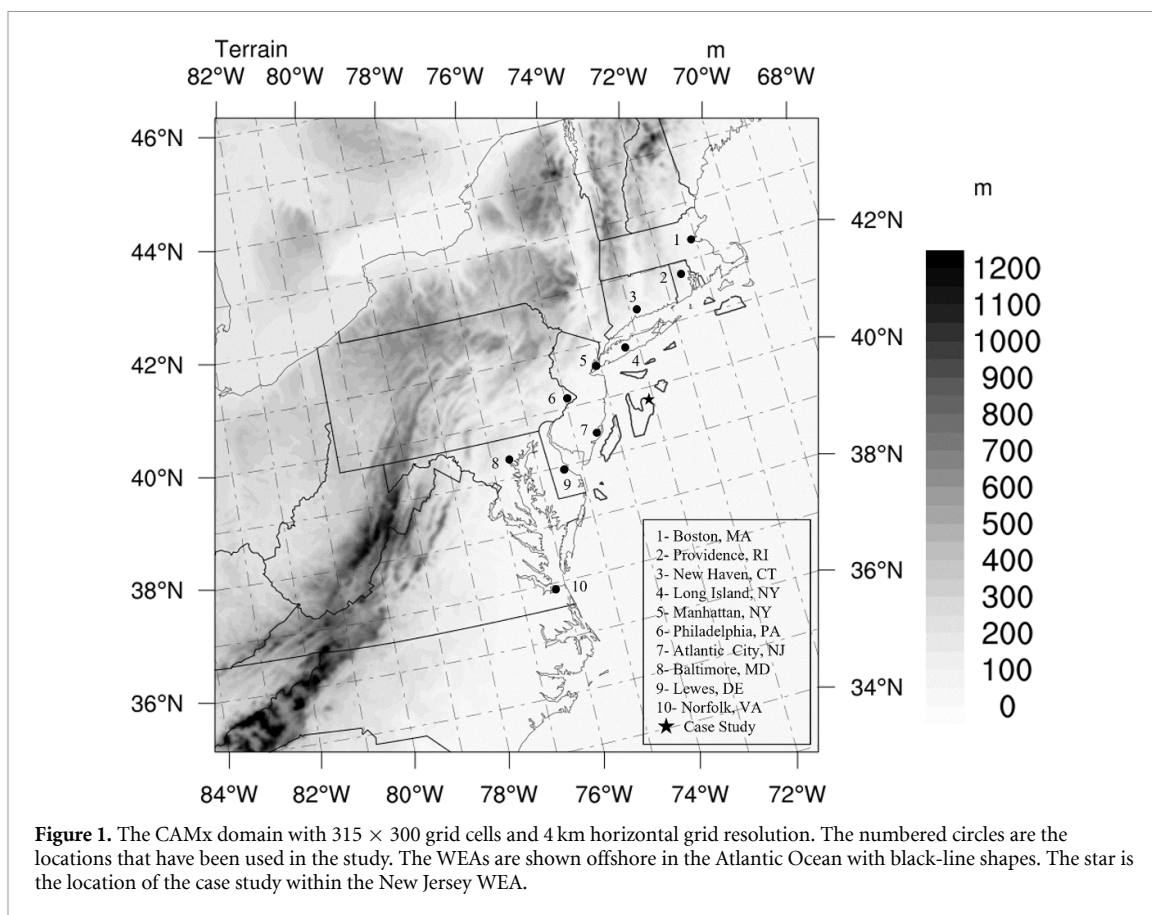 Terrain m
82°W 80°W 78°W 76°W 74°W 72°W 70°W 68°W
46°N
44°N
42°N
40°N
38°N
36°N
42°N
40°N
38°N
36°N
34°N
84°W 82°W 80°W 78°W 76°W 74°W 72°W
1
2
3
4
5
6
7
8
9
10
1- Boston, MA
2- Providence, RI
3- New Haven, CT
4- Long Island, NY
5- Manhattan, NY
6- Philadelphia, PA
7- Atlantic City, NJ
8- Baltimore, MD
9- Lewes, DE
10- Norfolk, VA
★ Case Study
m
1200
1100
1000
900
800
700
600
500
400
300
200
100
0
Figure 1. The CAMx domain with 315 × 300 grid cells and 4 km horizontal grid resolution. The numbered circles are the
locations that have been used in the study. The WEAs are shown offshore in the Atlantic Ocean with black-line shapes. The star is
the location of the case study within the New Jersey WEA.